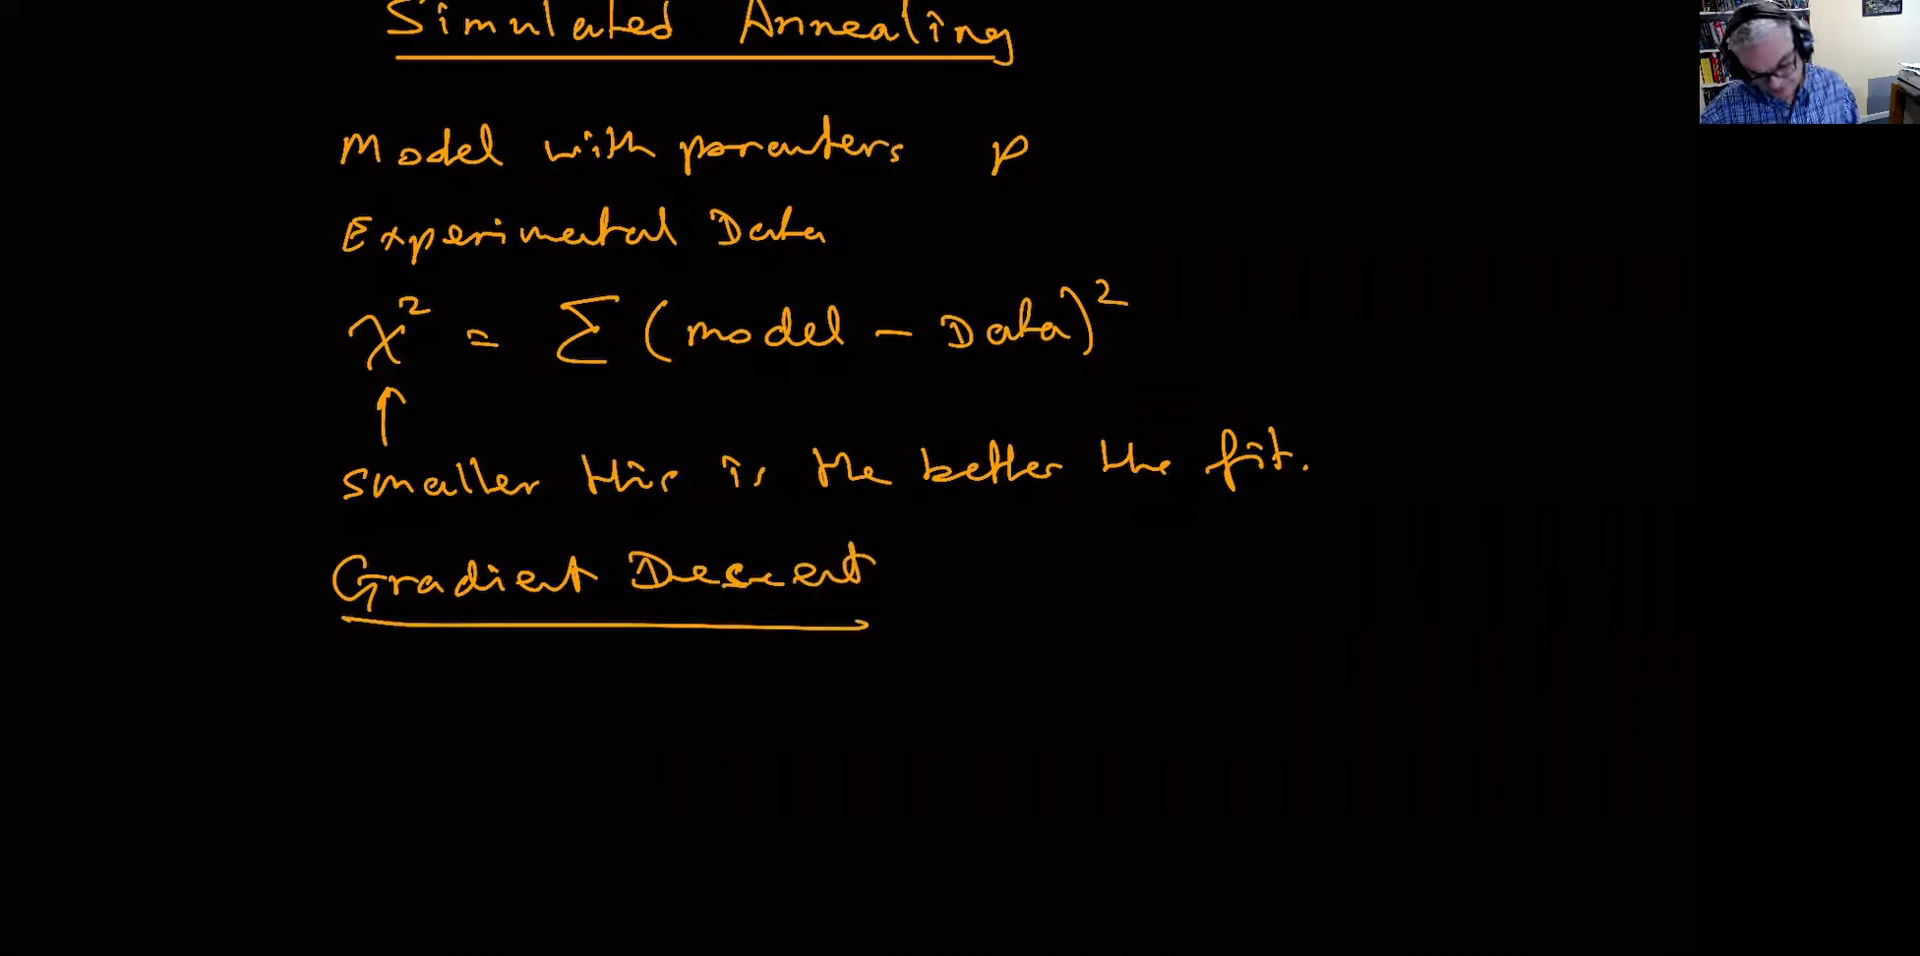 Simulated Annealing
Model with paramters p
Experimental Data
χ² = Σ (model - Data)²
↑
smaller this is the better the fit.
Gradient Descent